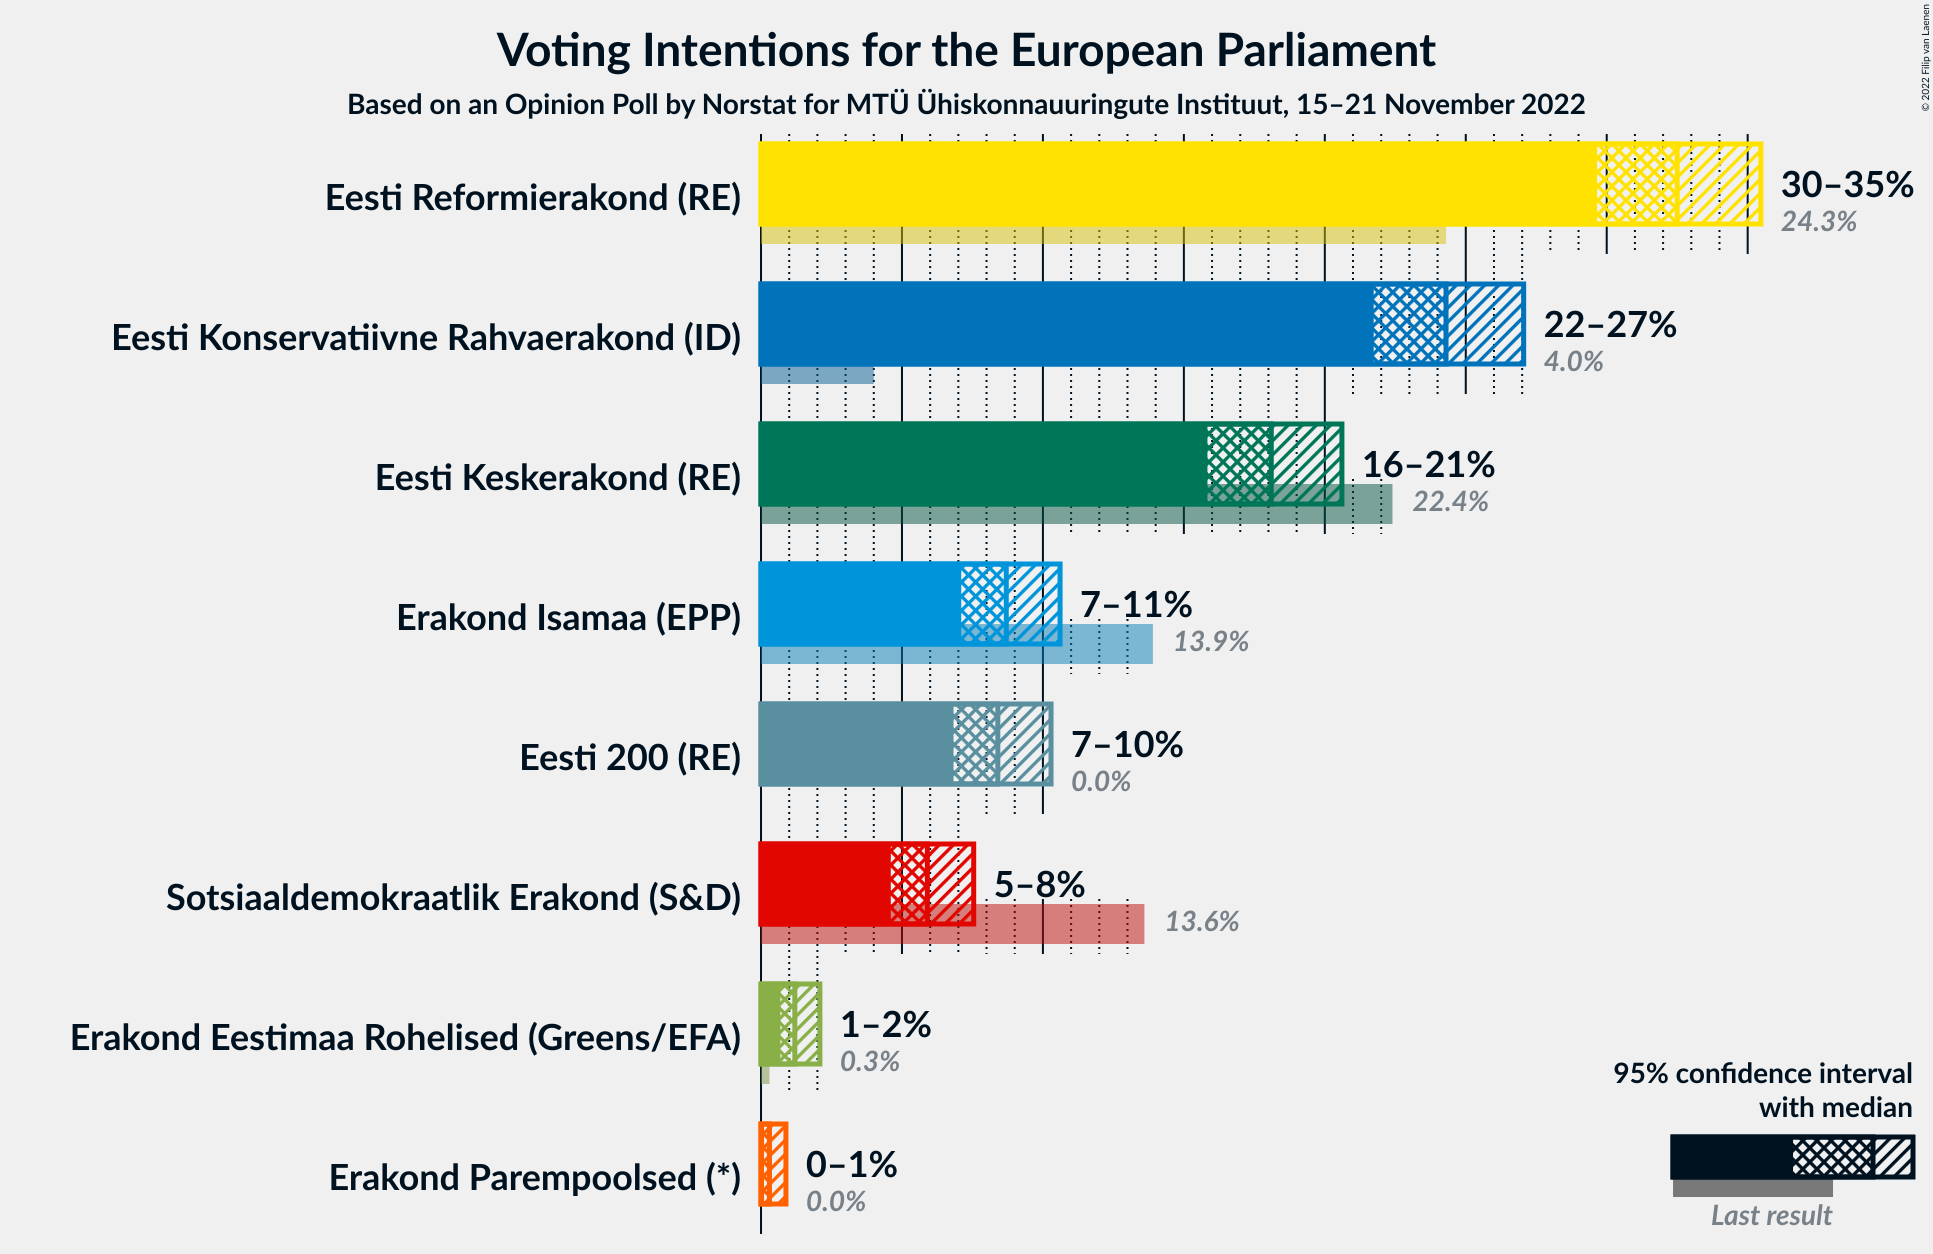 Voting Intentions for the European Parliament
Based on an Opinion Poll by Norstat for MTÜ Ühiskonnauuringute Instituut, 15–21 November 2022
© 2022 Filip van Laenen
Eesti Reformierakond (RE)
30–35%
24.3%
Eesti Konservatiivne Rahvaerakond (ID)
22–27%
4.0%
Eesti Keskerakond (RE)
16–21%
22.4%
Erakond Isamaa (EPP)
7–11%
13.9%
Eesti 200 (RE)
7–10%
0.0%
Sotsiaaldemokraatlik Erakond (S&D)
5–8%
13.6%
Erakond Eestimaa Rohelised (Greens/EFA)
1–2%
0.3%
Erakond Parempoolsed (*)
0–1%
0.0%
95% confidence interval
with median
Last result